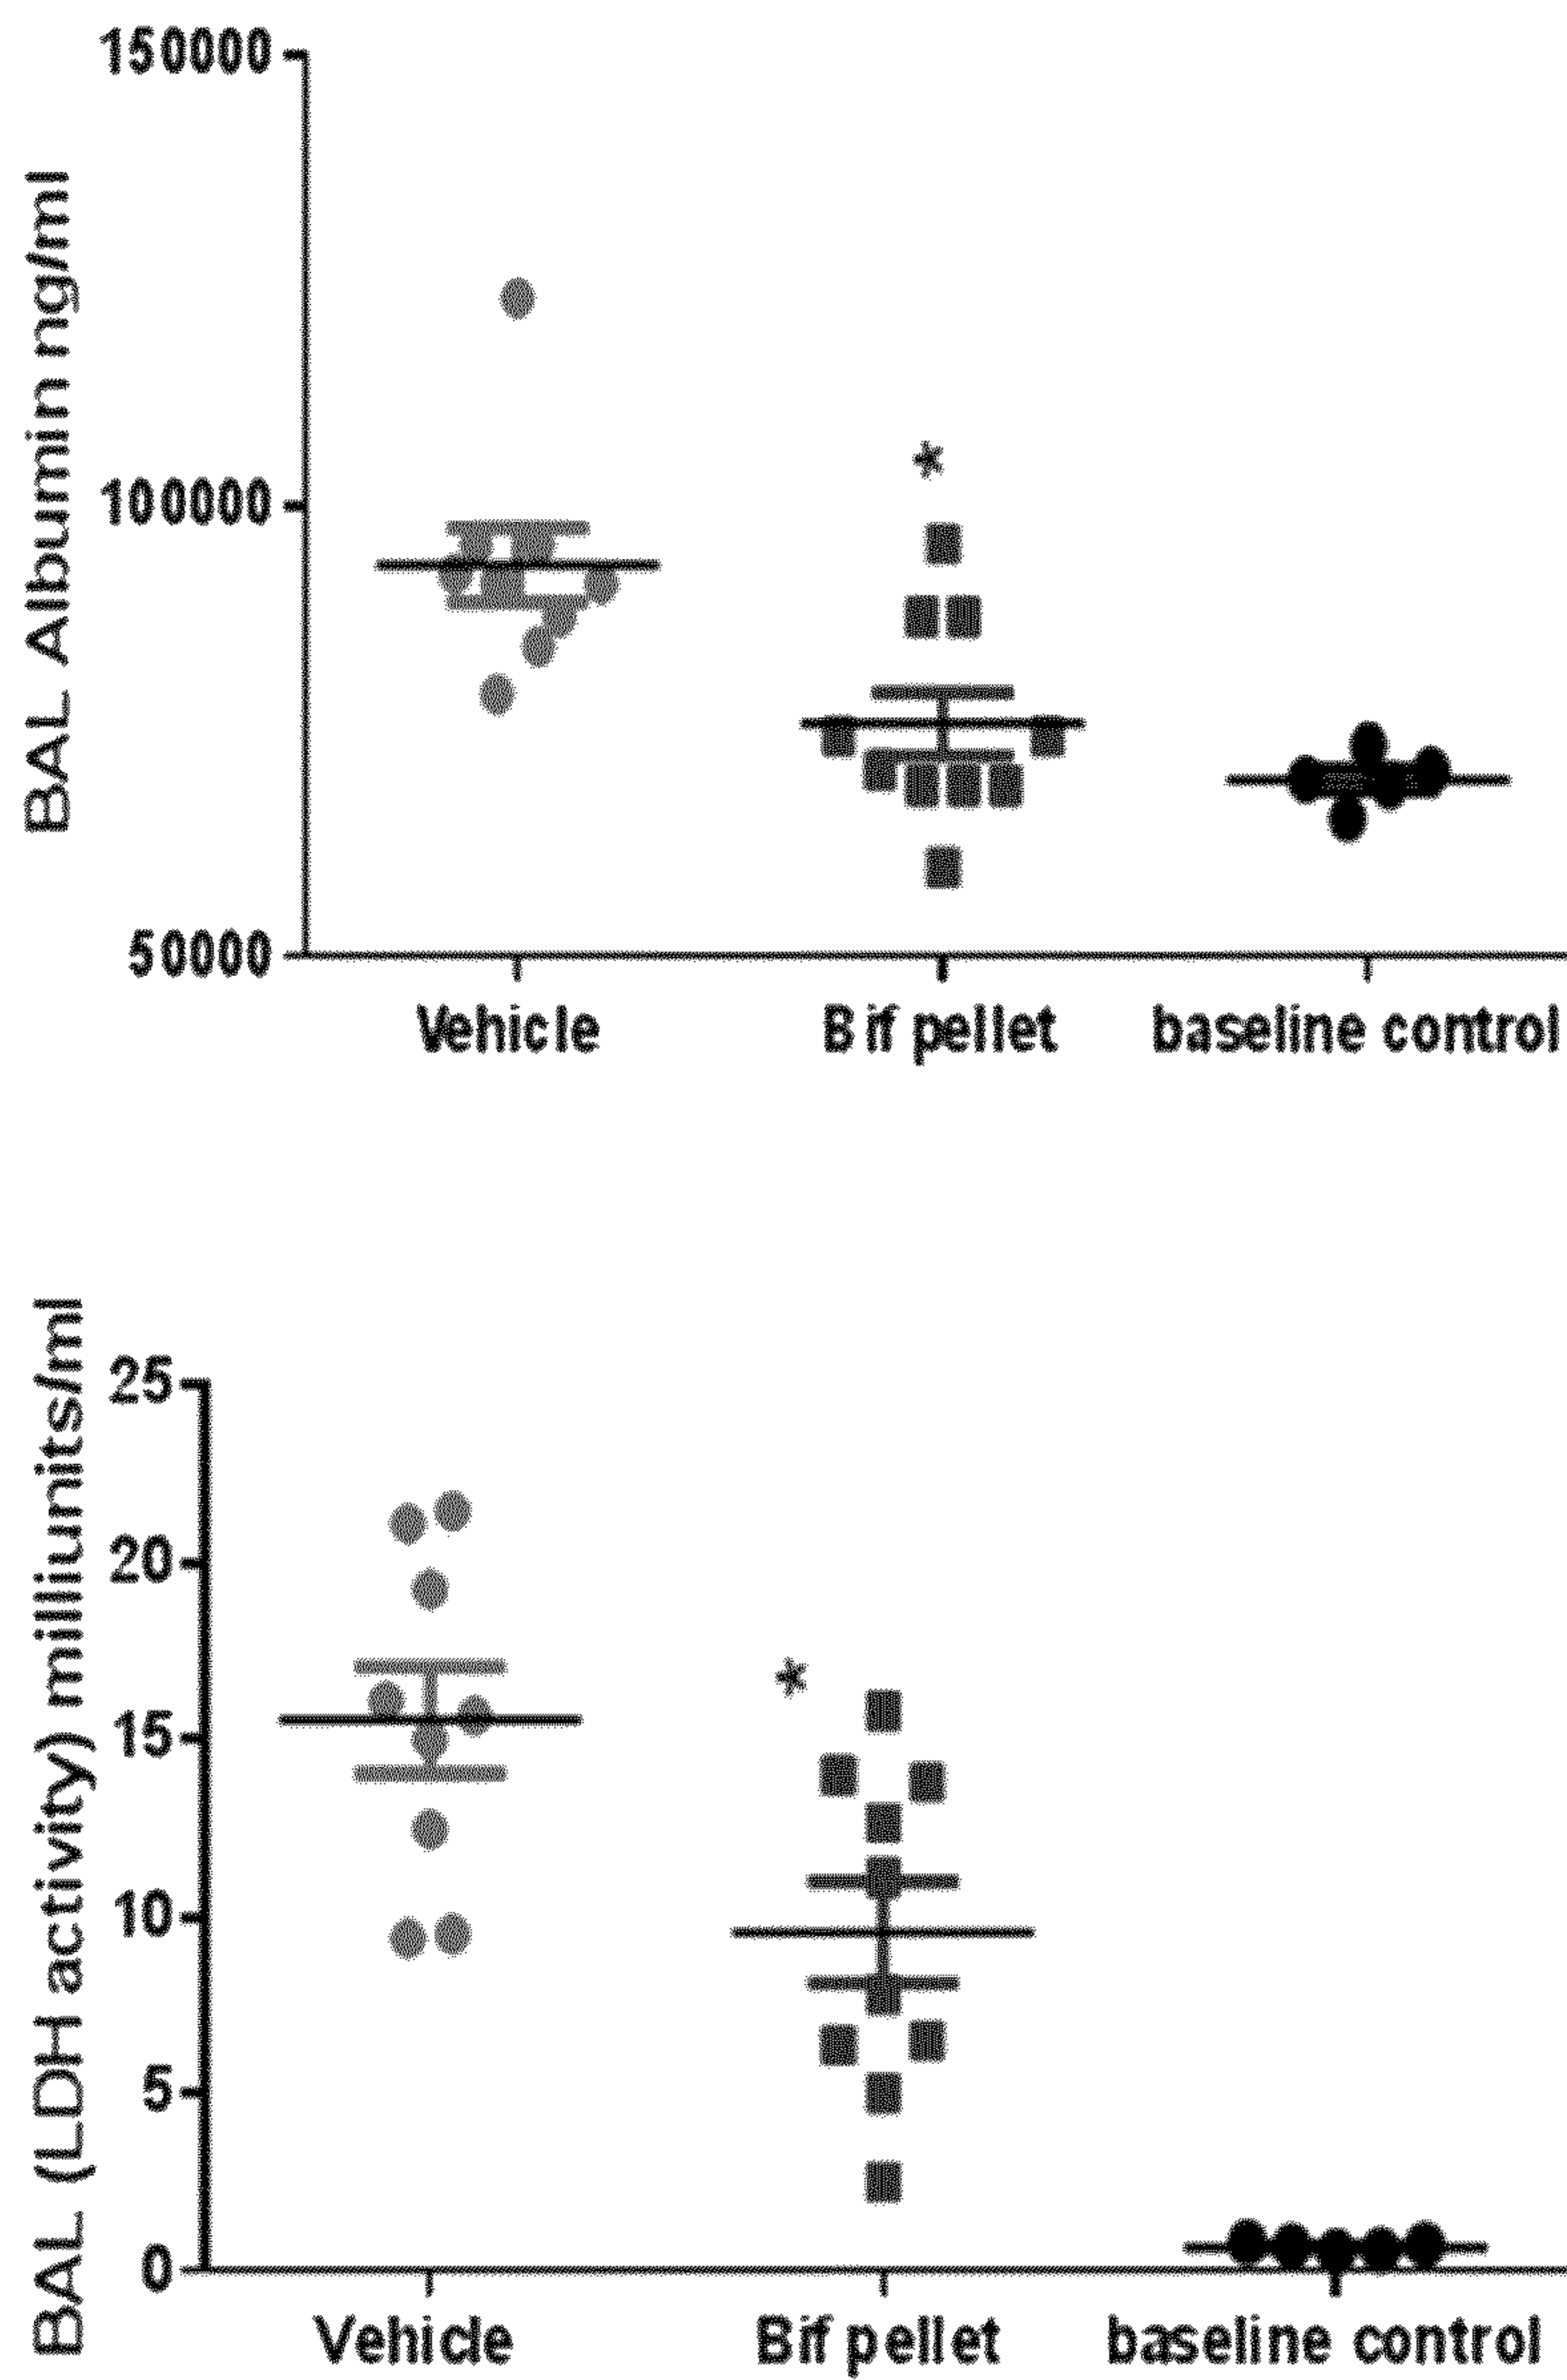 BAL Albumin ng/ml
150000
100000
50000
*
Vehicle
Bif pellet
baseline control
BAL (LDH activity) milliunits/ml
25
20
15
10
5
0
*
Vehicle
Bif pellet
baseline control